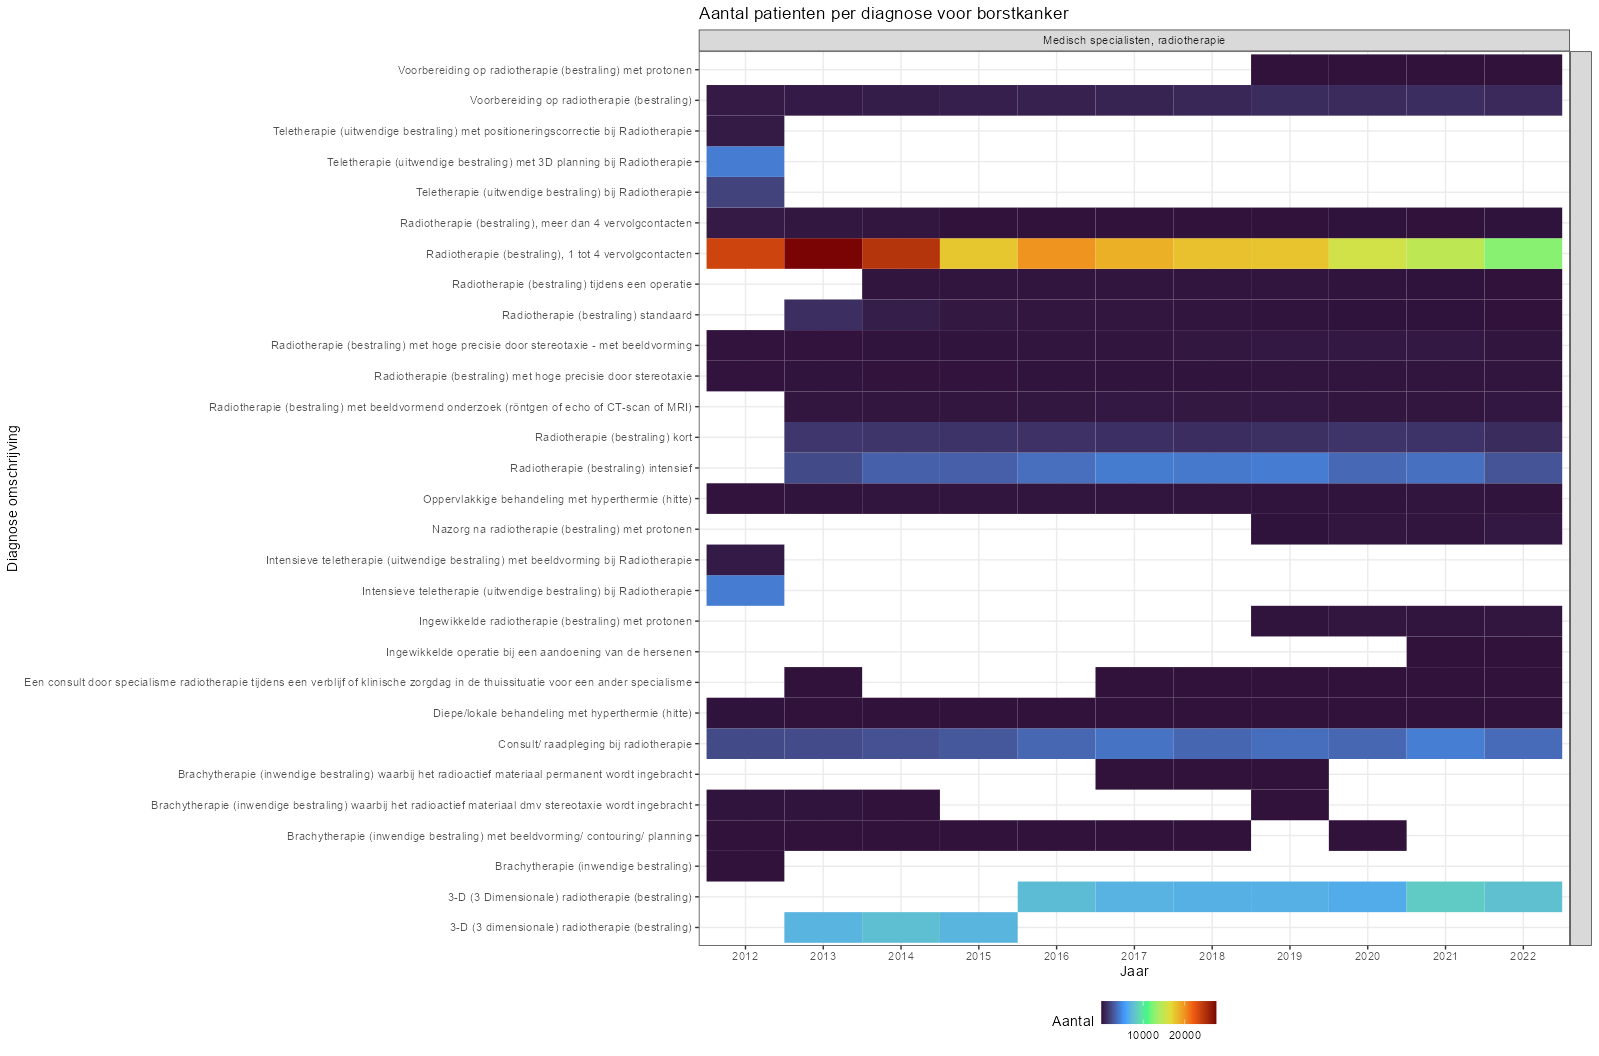 Aantal patienten per diagnose voor borstkanker
Medisch specialisten, radiotherapie
Diagnose omschrijving
Voorbereiding op radiotherapie (bestraling) met protonen
Voorbereiding op radiotherapie (bestraling)
Teletherapie (uitwendige bestraling) met positioneringscorrectie bij Radiotherapie
Teletherapie (uitwendige bestraling) met 3D planning bij Radiotherapie
Teletherapie (uitwendige bestraling) bij Radiotherapie
Radiotherapie (bestraling), meer dan 4 vervolgcontacten
Radiotherapie (bestraling), 1 tot 4 vervolgcontacten
Radiotherapie (bestraling) tijdens een operatie
Radiotherapie (bestraling) standaard
Radiotherapie (bestraling) met hoge precisie door stereotaxie - met beeldvorming
Radiotherapie (bestraling) met hoge precisie door stereotaxie
Radiotherapie (bestraling) met beeldvormend onderzoek (röntgen of echo of CT-scan of MRI)
Radiotherapie (bestraling) kort
Radiotherapie (bestraling) intensief
Oppervlakkige behandeling met hyperthermie (hitte)
Nazorg na radiotherapie (bestraling) met protonen
Intensieve teletherapie (uitwendige bestraling) met beeldvorming bij Radiotherapie
Intensieve teletherapie (uitwendige bestraling) bij Radiotherapie
Ingewikkelde radiotherapie (bestraling) met protonen
Ingewikkelde operatie bij een aandoening van de hersenen
Een consult door specialisme radiotherapie tijdens een verblijf of klinische zorgdag in de thuissituatie voor een ander specialisme
Diepe/lokale behandeling met hyperthermie (hitte)
Consult/ raadpleging bij radiotherapie
Brachytherapie (inwendige bestraling) waarbij het radioactief materiaal permanent wordt ingebracht
Brachytherapie (inwendige bestraling) waarbij het radioactief materiaal dmv stereotaxie wordt ingebracht
Brachytherapie (inwendige bestraling) met beeldvorming/ contouring/ planning
Brachytherapie (inwendige bestraling)
3-D (3 Dimensionale) radiotherapie (bestraling)
3-D (3 dimensionale) radiotherapie (bestraling)
2012 2013 2014 2015 2016 2017 2018 2019 2020 2021 2022
Jaar
Aantal
10000 20000